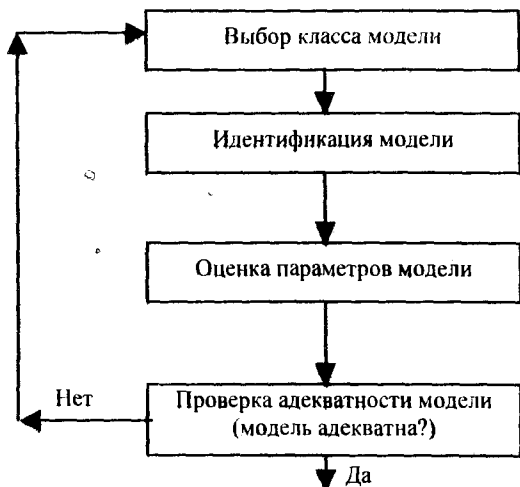 Выбор класса модели
Идентификация модели
Оценка параметров модели
Нет
Проверка адекватности модели
(модель адекватна?)
Да